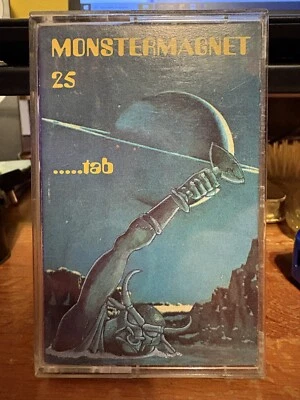 MONSTERMAGNET
25
.....tab